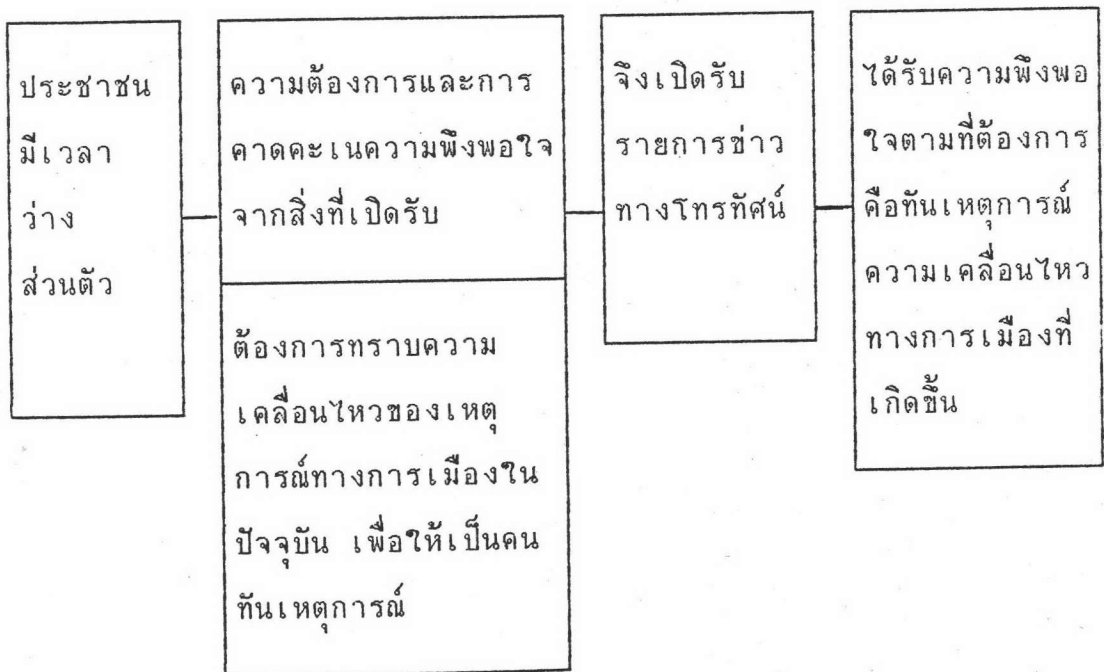 ประชาชน
มีเวลา
ว่าง
ส่วนตัว
ความต้องการและการ
คาดคะเนความพึงพอใจ
จากสิ่งที่เปิดรับ
ต้องการทราบความ
เคลื่อนไหวของเหตุ
การณ์ทางการเมืองใน
ปัจจุบัน เพื่อให้เป็นคน
ทันเหตุการณ์
จึงเปิดรับ
รายการข่าว
ทางโทรทัศน์
ได้รับความพึงพอ
ใจตามที่ต้องการ
คือทันเหตุการณ์
ความเคลื่อนไหว
ทางการเมืองที่
เกิดขึ้น